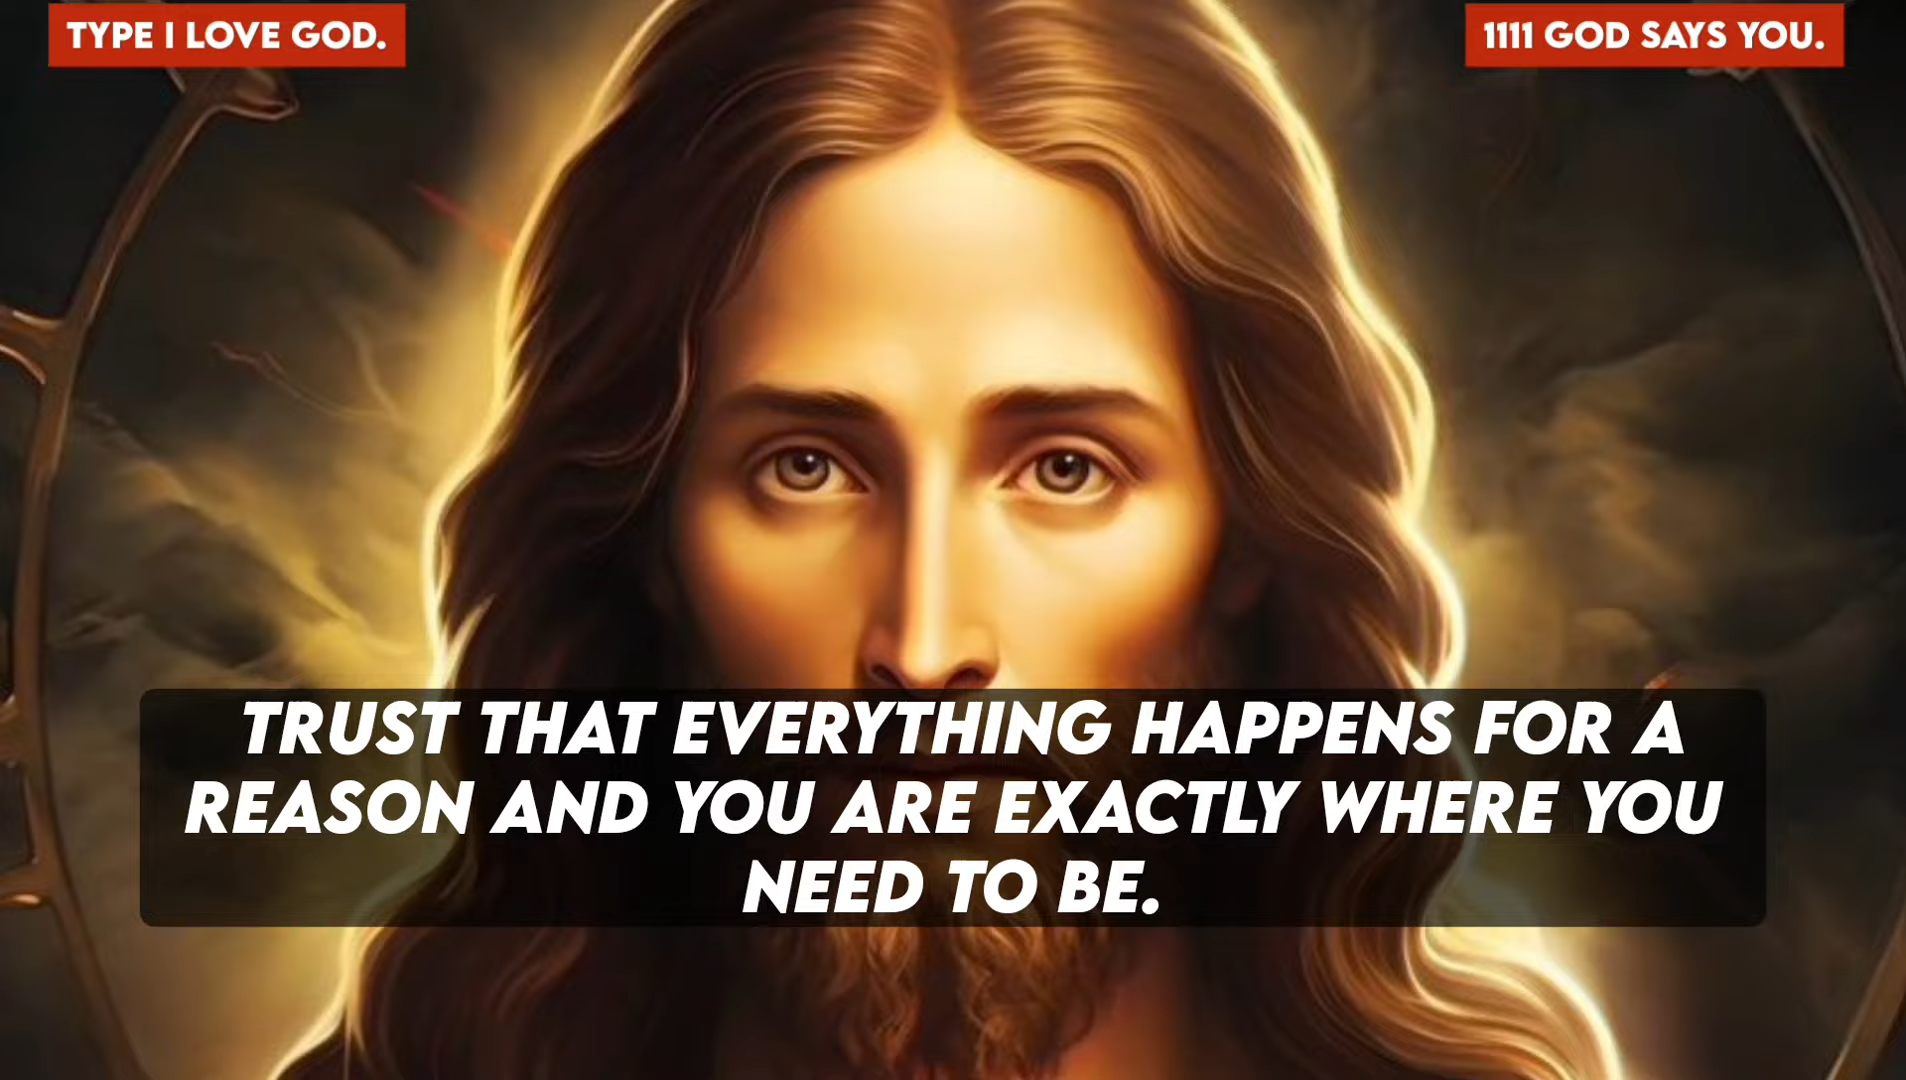 TYPE I LOVE GOD.
1111 GOD SAYS YOU.
TRUST THAT EVERYTHING HAPPENS FOR A
REASON AND YOU ARE EXACTLY WHERE YOU
NEED TO BE.